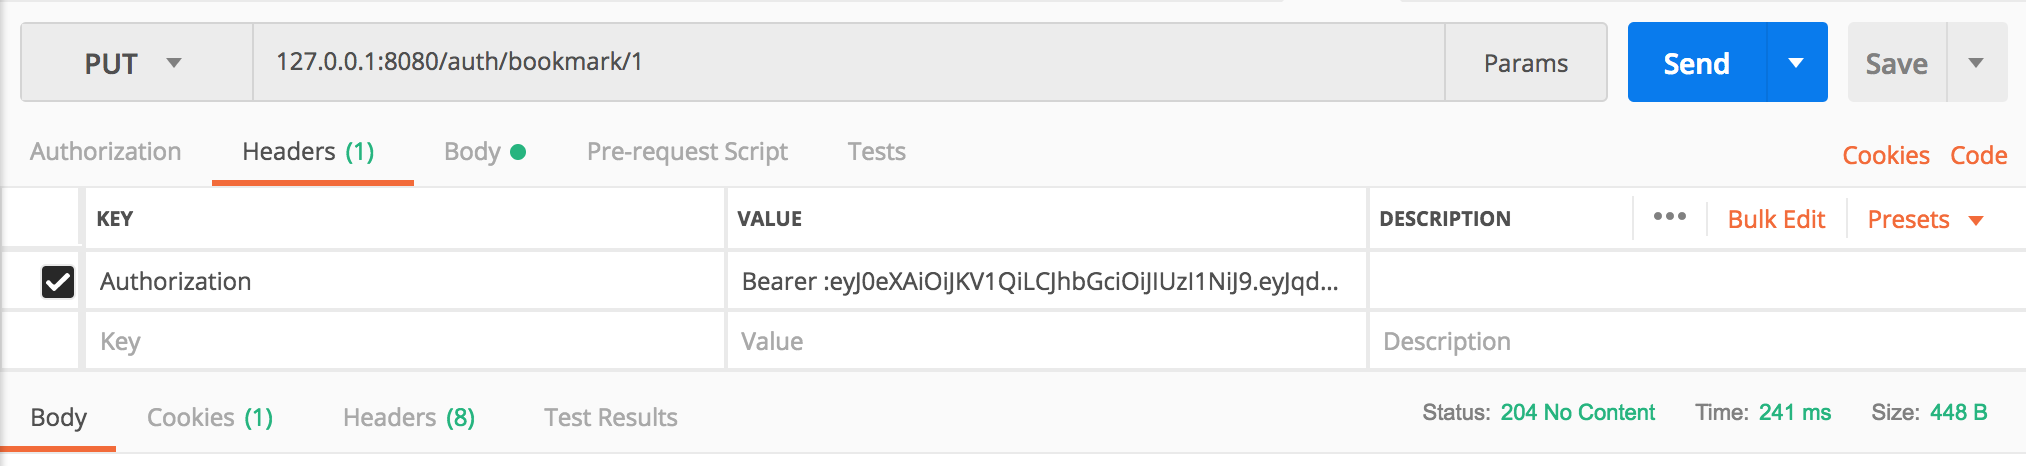 PUT 127.0.0.1:8080/auth/bookmark/1 Params Send Save
Authorization Headers (1) Body Pre-request Script Tests Cookies Code
KEY VALUE DESCRIPTION ••• Bulk Edit Presets
Authorization Bearer :eyJ0eXAiOiJKV1QiLCJhbGciOiJIUzI1NiJ9.eyJqd...
Key Value Description
Body Cookies (1) Headers (8) Test Results Status: 204 No Content Time: 241 ms Size: 448 B